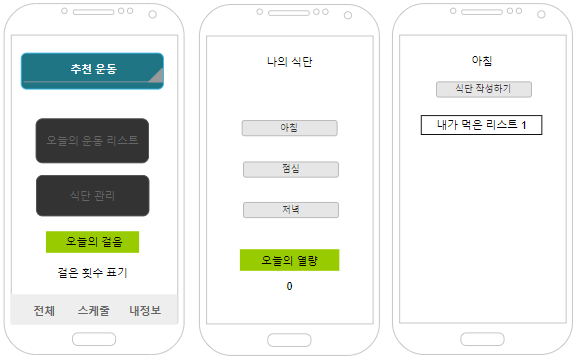 추천 운동
오늘의 운동 리스트
식단 관리
오늘의 걸음
걸은 횟수 표기
전체 스케줄 내정보
나의 식단
아침
점심
저녁
오늘의 열량
0
아침
식단 작성하기
내가 먹은 리스트 1